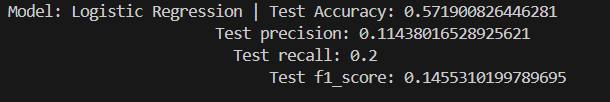 Model: Logistic Regression | Test Accuracy: 0.571900826446281
Test precision: 0.11438016528925621
Test recall: 0.2
Test f1_score: 0.1455310199789695